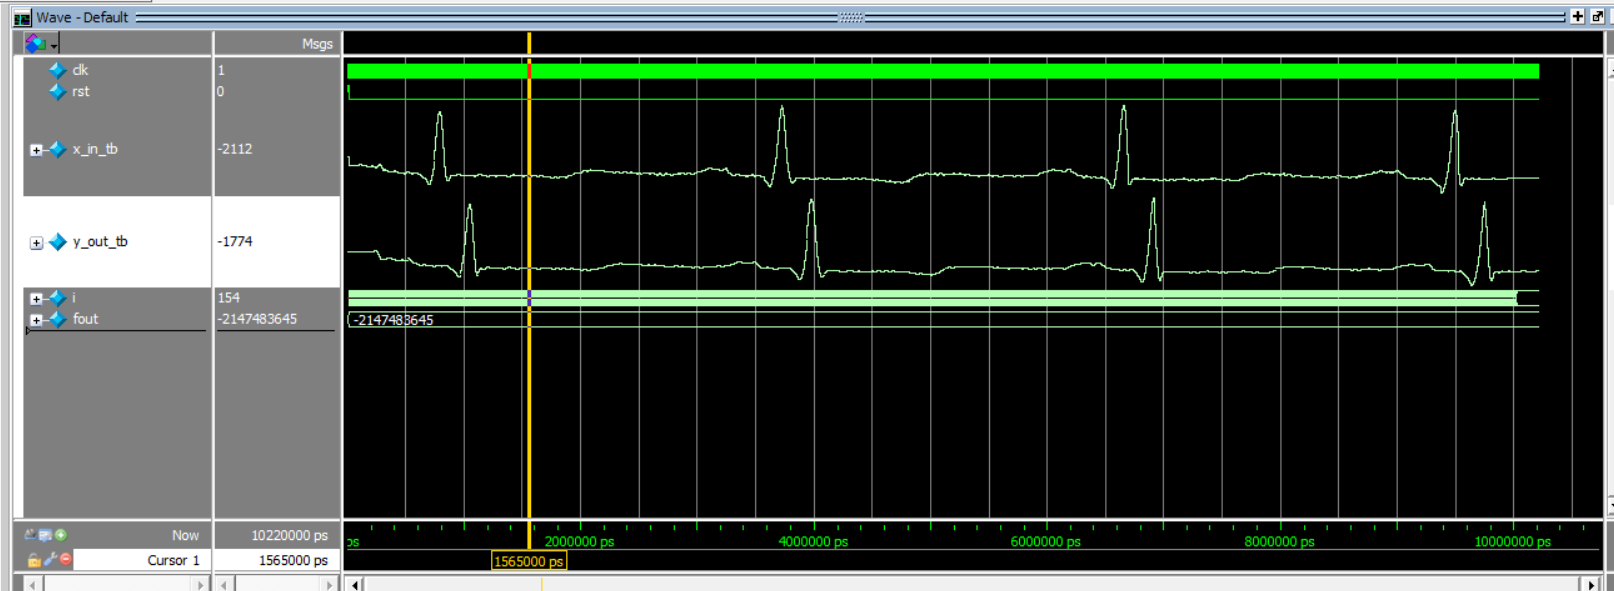 Wave - Default
Msgs
clk 1
rst 0
x_in_tb -2112
y_out_tb -1774
i 154
fout -2147483645 -2147483645
Now 10220000 ps ps 2000000 ps 4000000 ps 6000000 ps 8000000 ps 10000000 ps
Cursor 1 1565000 ps 1565000 ps